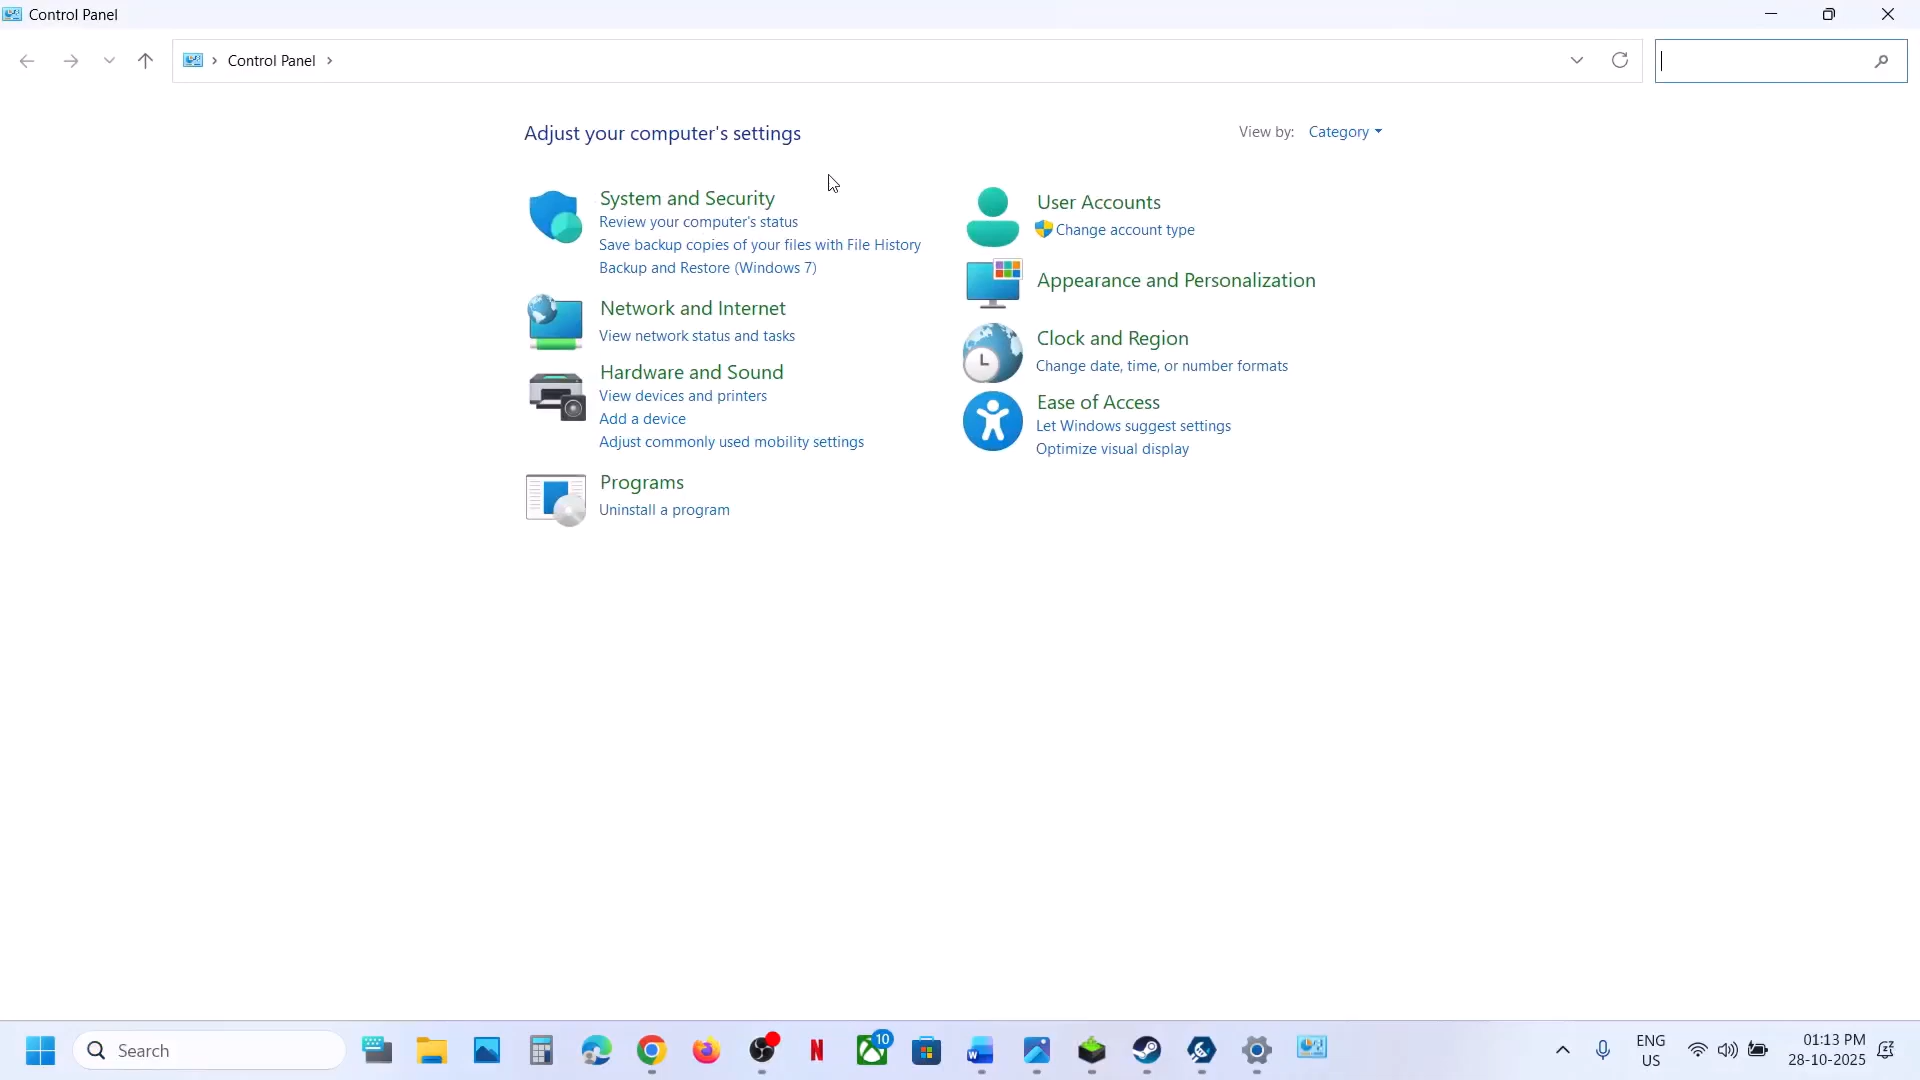 Control Panel
Control Panel
Adjust your computer's settings
View by: Category
System and Security
Review your computer's status
Save backup copies of your files with File History
Backup and Restore (Windows 7)
Network and Internet
View network status and tasks
Hardware and Sound
View devices and printers
Add a device
Adjust commonly used mobility settings
Programs
Uninstall a program
User Accounts
Change account type
Appearance and Personalization
Clock and Region
Change date, time, or number formats
Ease of Access
Let Windows suggest settings
Optimize visual display
Search
N
10
W
ENG
US
01:13 PM
28-10-2025